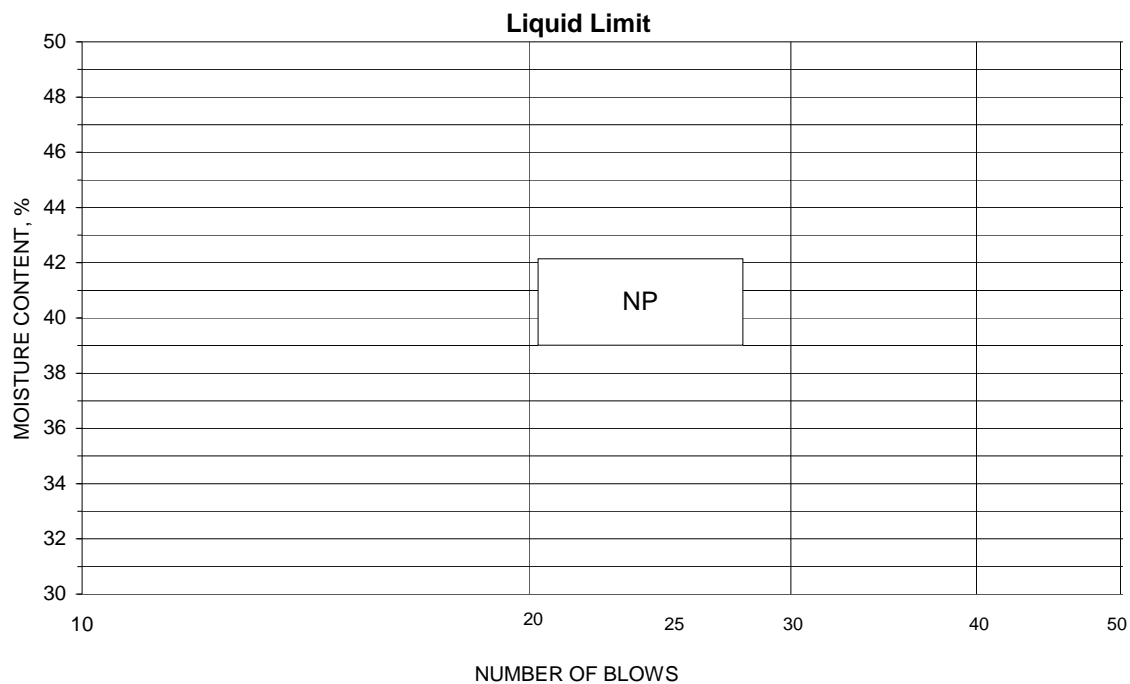 Liquid Limit
50
48
46
44
42
40
38
36
34
32
30
MOISTURE CONTENT, %
NP
10 20 25 30 40 50
NUMBER OF BLOWS